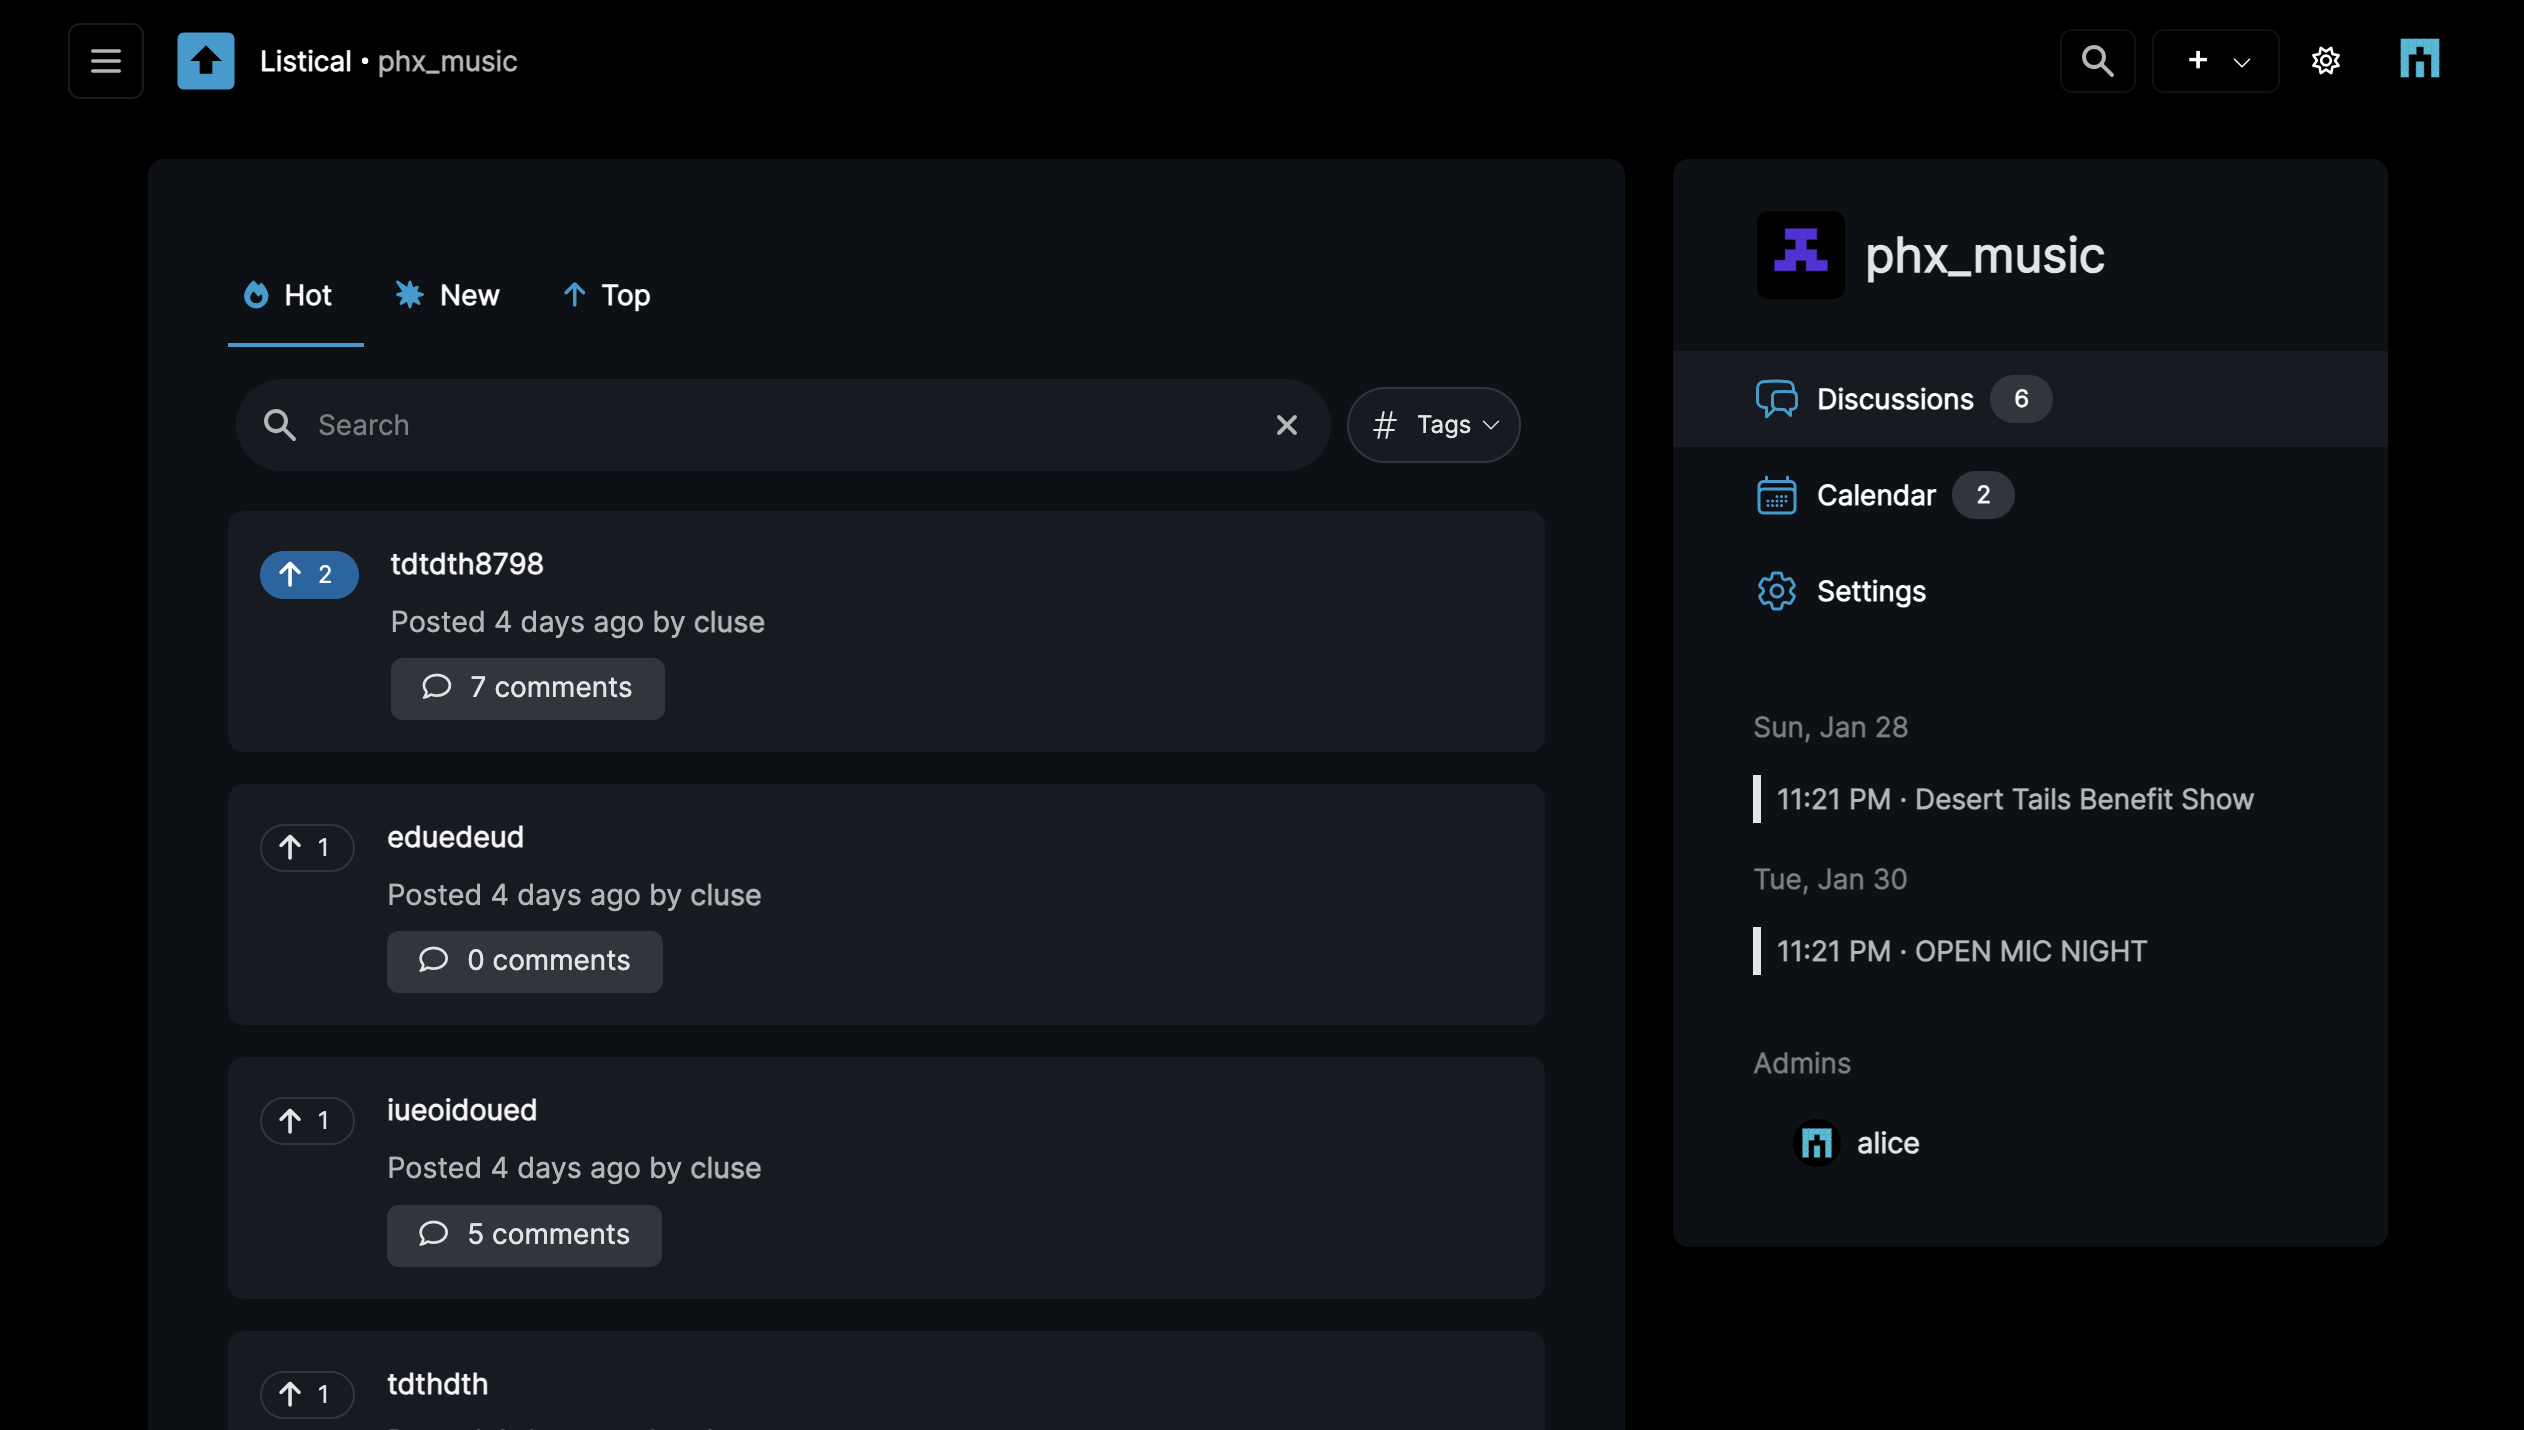 Listical • phx_music
Hot New Top
Search
# Tags
2
tdtdth8798
Posted 4 days ago by cluse
7 comments
1
eduedeud
Posted 4 days ago by cluse
0 comments
1
iueoidoued
Posted 4 days ago by cluse
5 comments
1
tdthdth
phx_music
Discussions 6
Calendar 2
Settings
Sun, Jan 28
11:21 PM · Desert Tails Benefit Show
Tue, Jan 30
11:21 PM · OPEN MIC NIGHT
Admins
alice